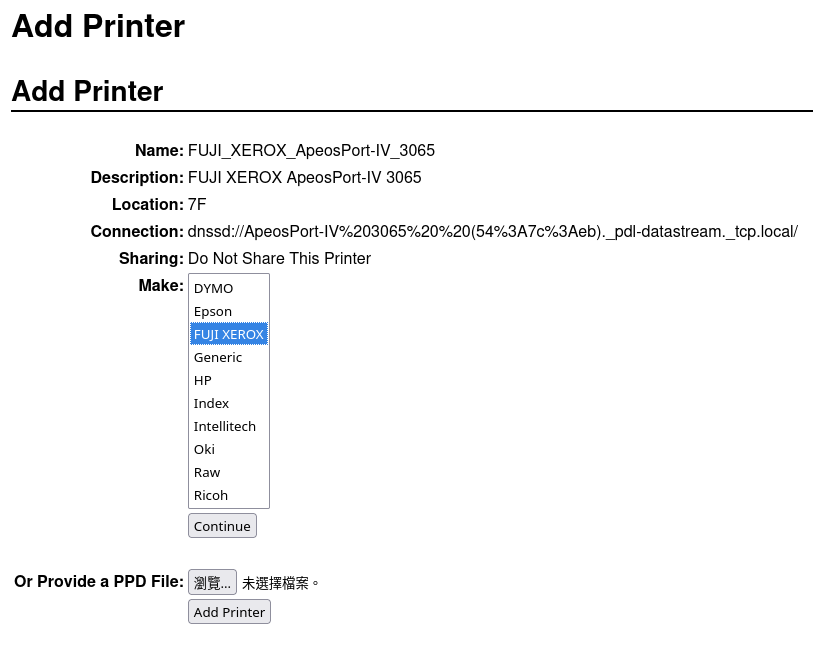 Add Printer
Add Printer
Name: FUJI_XEROX_ApeosPort-IV_3065
Description: FUJI XEROX ApeosPort-IV 3065
Location: 7F
Connection: dnssd://ApeosPort-IV%203065%20%20(54%3A7c%3Aeb)._pdl-datastream._tcp.local/
Sharing: Do Not Share This Printer
Make:
DYMO
Epson
FUJI XEROX
Generic
HP
Index
Intellitech
Oki
Raw
Ricoh
Continue
Or Provide a PPD File: 瀏覽... 未選擇檔案。
Add Printer